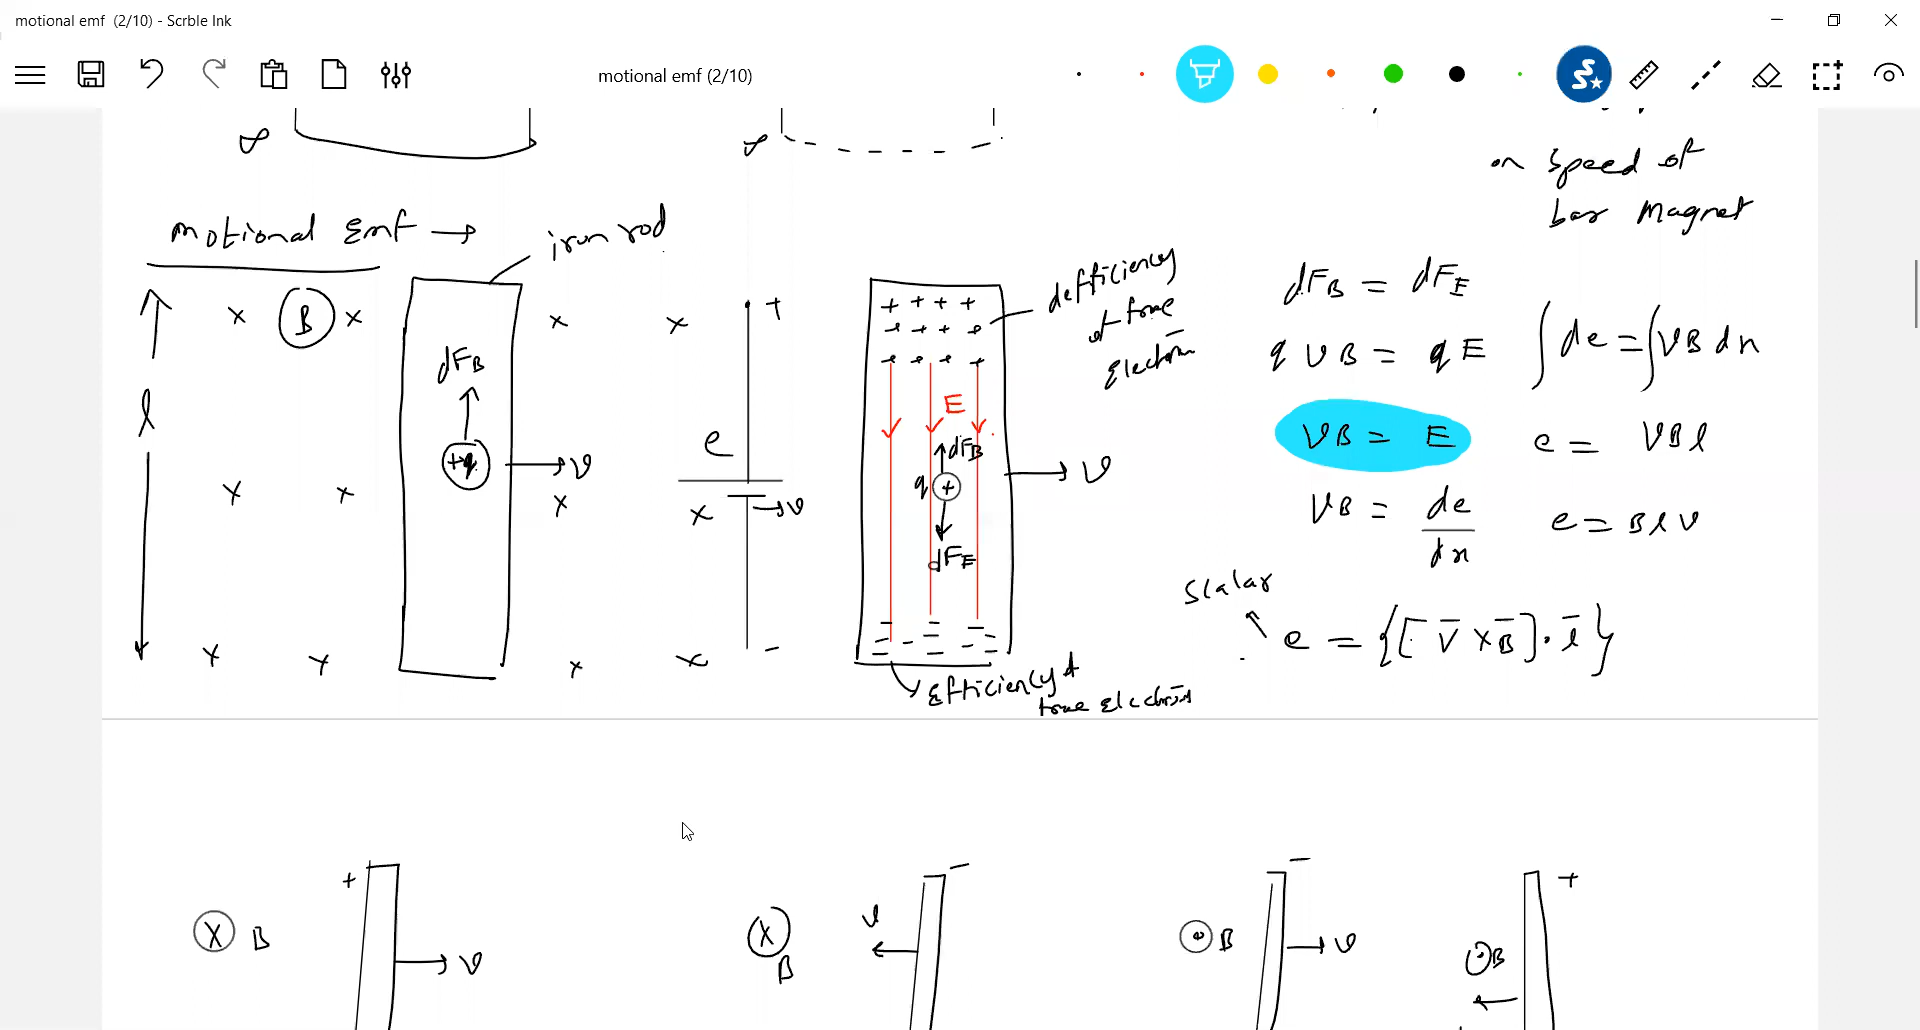 motional emf (2/10) - Scrble Ink
motional emf (2/10)
on speed of
bar magnet
motional Emf →
iron rod
B
l
dFB
+q
v
+
e
v
-
+ + + +
defficiency
of free
electron
E
dFB
q +
dFE
v
efficiency of
free electron
dFB = dFE
q v B = q E
vB = E
vB = de/dx
∫de = ∫vB dx
e = vBl
e = Blv
scalar
e = {[v̄ × B̄] · l̄}
X B
+
v
X
B
v
-
B
-
v
B
+